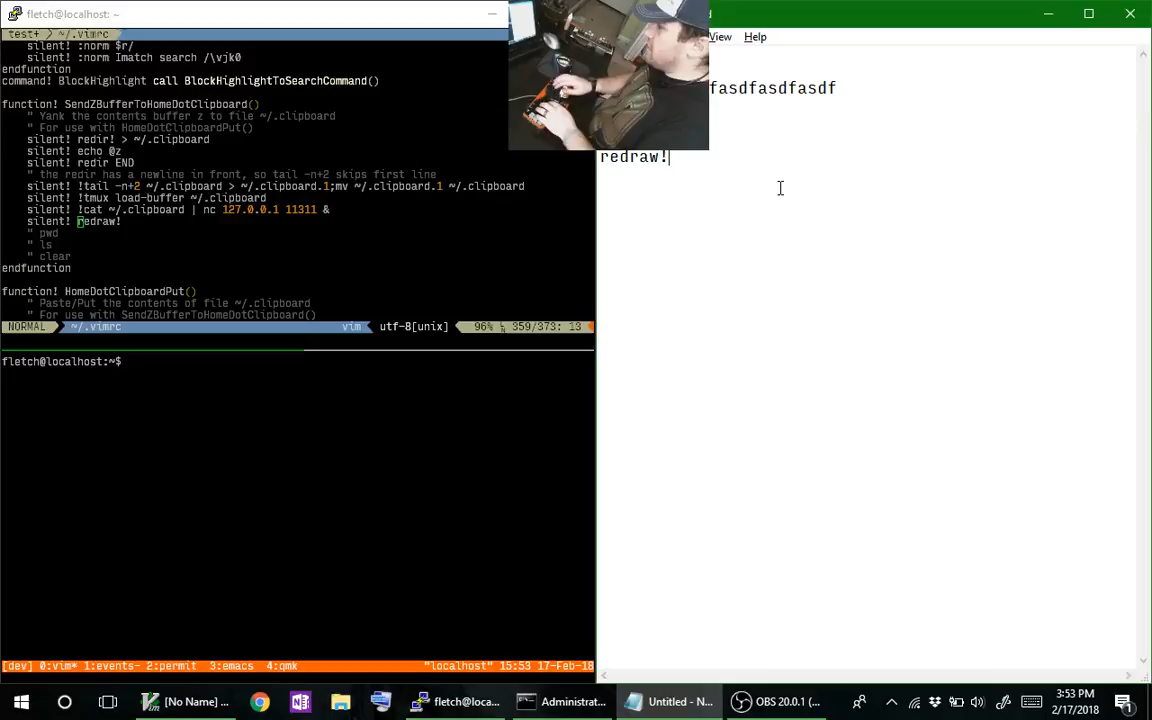 fletch@localhost: ~
test+ > ~/.vimrc
silent! :norm $r/
silent! :norm Imatch search /\vjk0
endfunction
command! BlockHighlight call BlockHighlightToSearchCommand()
function! SendZBufferToHomeDotClipboard()
" Yank the contents buffer z to file ~/.clipboard
" For use with HomeDotClipboardPut()
silent! redir! > ~/.clipboard
silent! echo @z
silent! redir END
" the redir has a newline in front, so tail -n+2 skips first line
silent! !tail -n+2 ~/.clipboard > ~/.clipboard.1;mv ~/.clipboard.1 ~/.clipboard
silent! !tmux load-buffer ~/.clipboard
silent! !cat ~/.clipboard | nc 127.0.0.1 11311 &
silent! redraw!
" pwd
" ls
" clear
endfunction
function! HomeDotClipboardPut()
" Paste/Put the contents of file ~/.clipboard
" For use with SendZBufferToHomeDotClipboard()
NORMAL ~/.vimrc vim utf-8[unix] 96% 359/373: 13
fletch@localhost:~$
[dev] 0:vim* 1:events- 2:permit 3:emacs 4:qmk "localhost" 15:53 17-Feb-18
d
View Help
fasdfasdfasdf
redraw!
[No Name] ... fletch@loca... Administrat... Untitled - N... OBS 20.0.1 (... 3:53 PM
2/17/2018
1